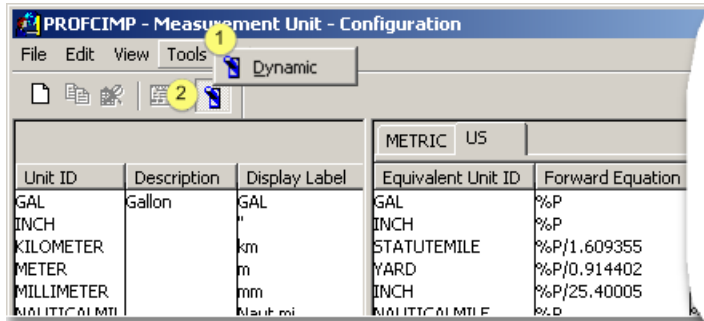 PROFCIMP - Measurement Unit - Configuration
1
File Edit View Tools
Dynamic
2
METRIC US
Unit ID Description Display Label Equivalent Unit ID Forward Equation
GAL Gallon GAL GAL %P
INCH " INCH %P
KILOMETER km STATUTEMILE %P/1.609355
METER m YARD %P/0.914402
MILLIMETER mm INCH %P/25.40005
NAUTICALMIL Naut mi NAUTICALMILE %P